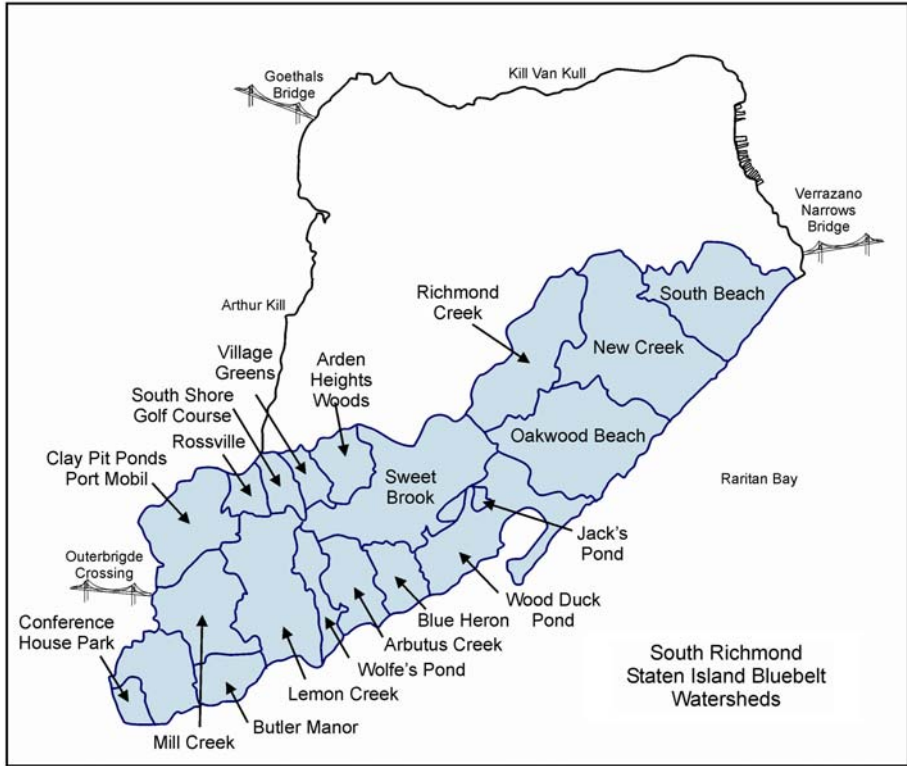 Kill Van Kull
Goethals
Bridge
Verrazano
Narrows
Bridge
South Beach
Richmond
Creek
Arthur Kill
New Creek
Village
Greens
Arden
Heights
Woods
South Shore
Golf Course
Oakwood Beach
Rossville
Clay Pit Ponds
Port Mobil
Sweet
Brook
Raritan Bay
Jack's
Pond
Outerbrigde
Crossing
Wood Duck
Pond
Conference
House Park
Blue Heron
Arbutus Creek
Wolfe's Pond
Lemon Creek
Butler Manor
Mill Creek
South Richmond
Staten Island Bluebelt
Watersheds